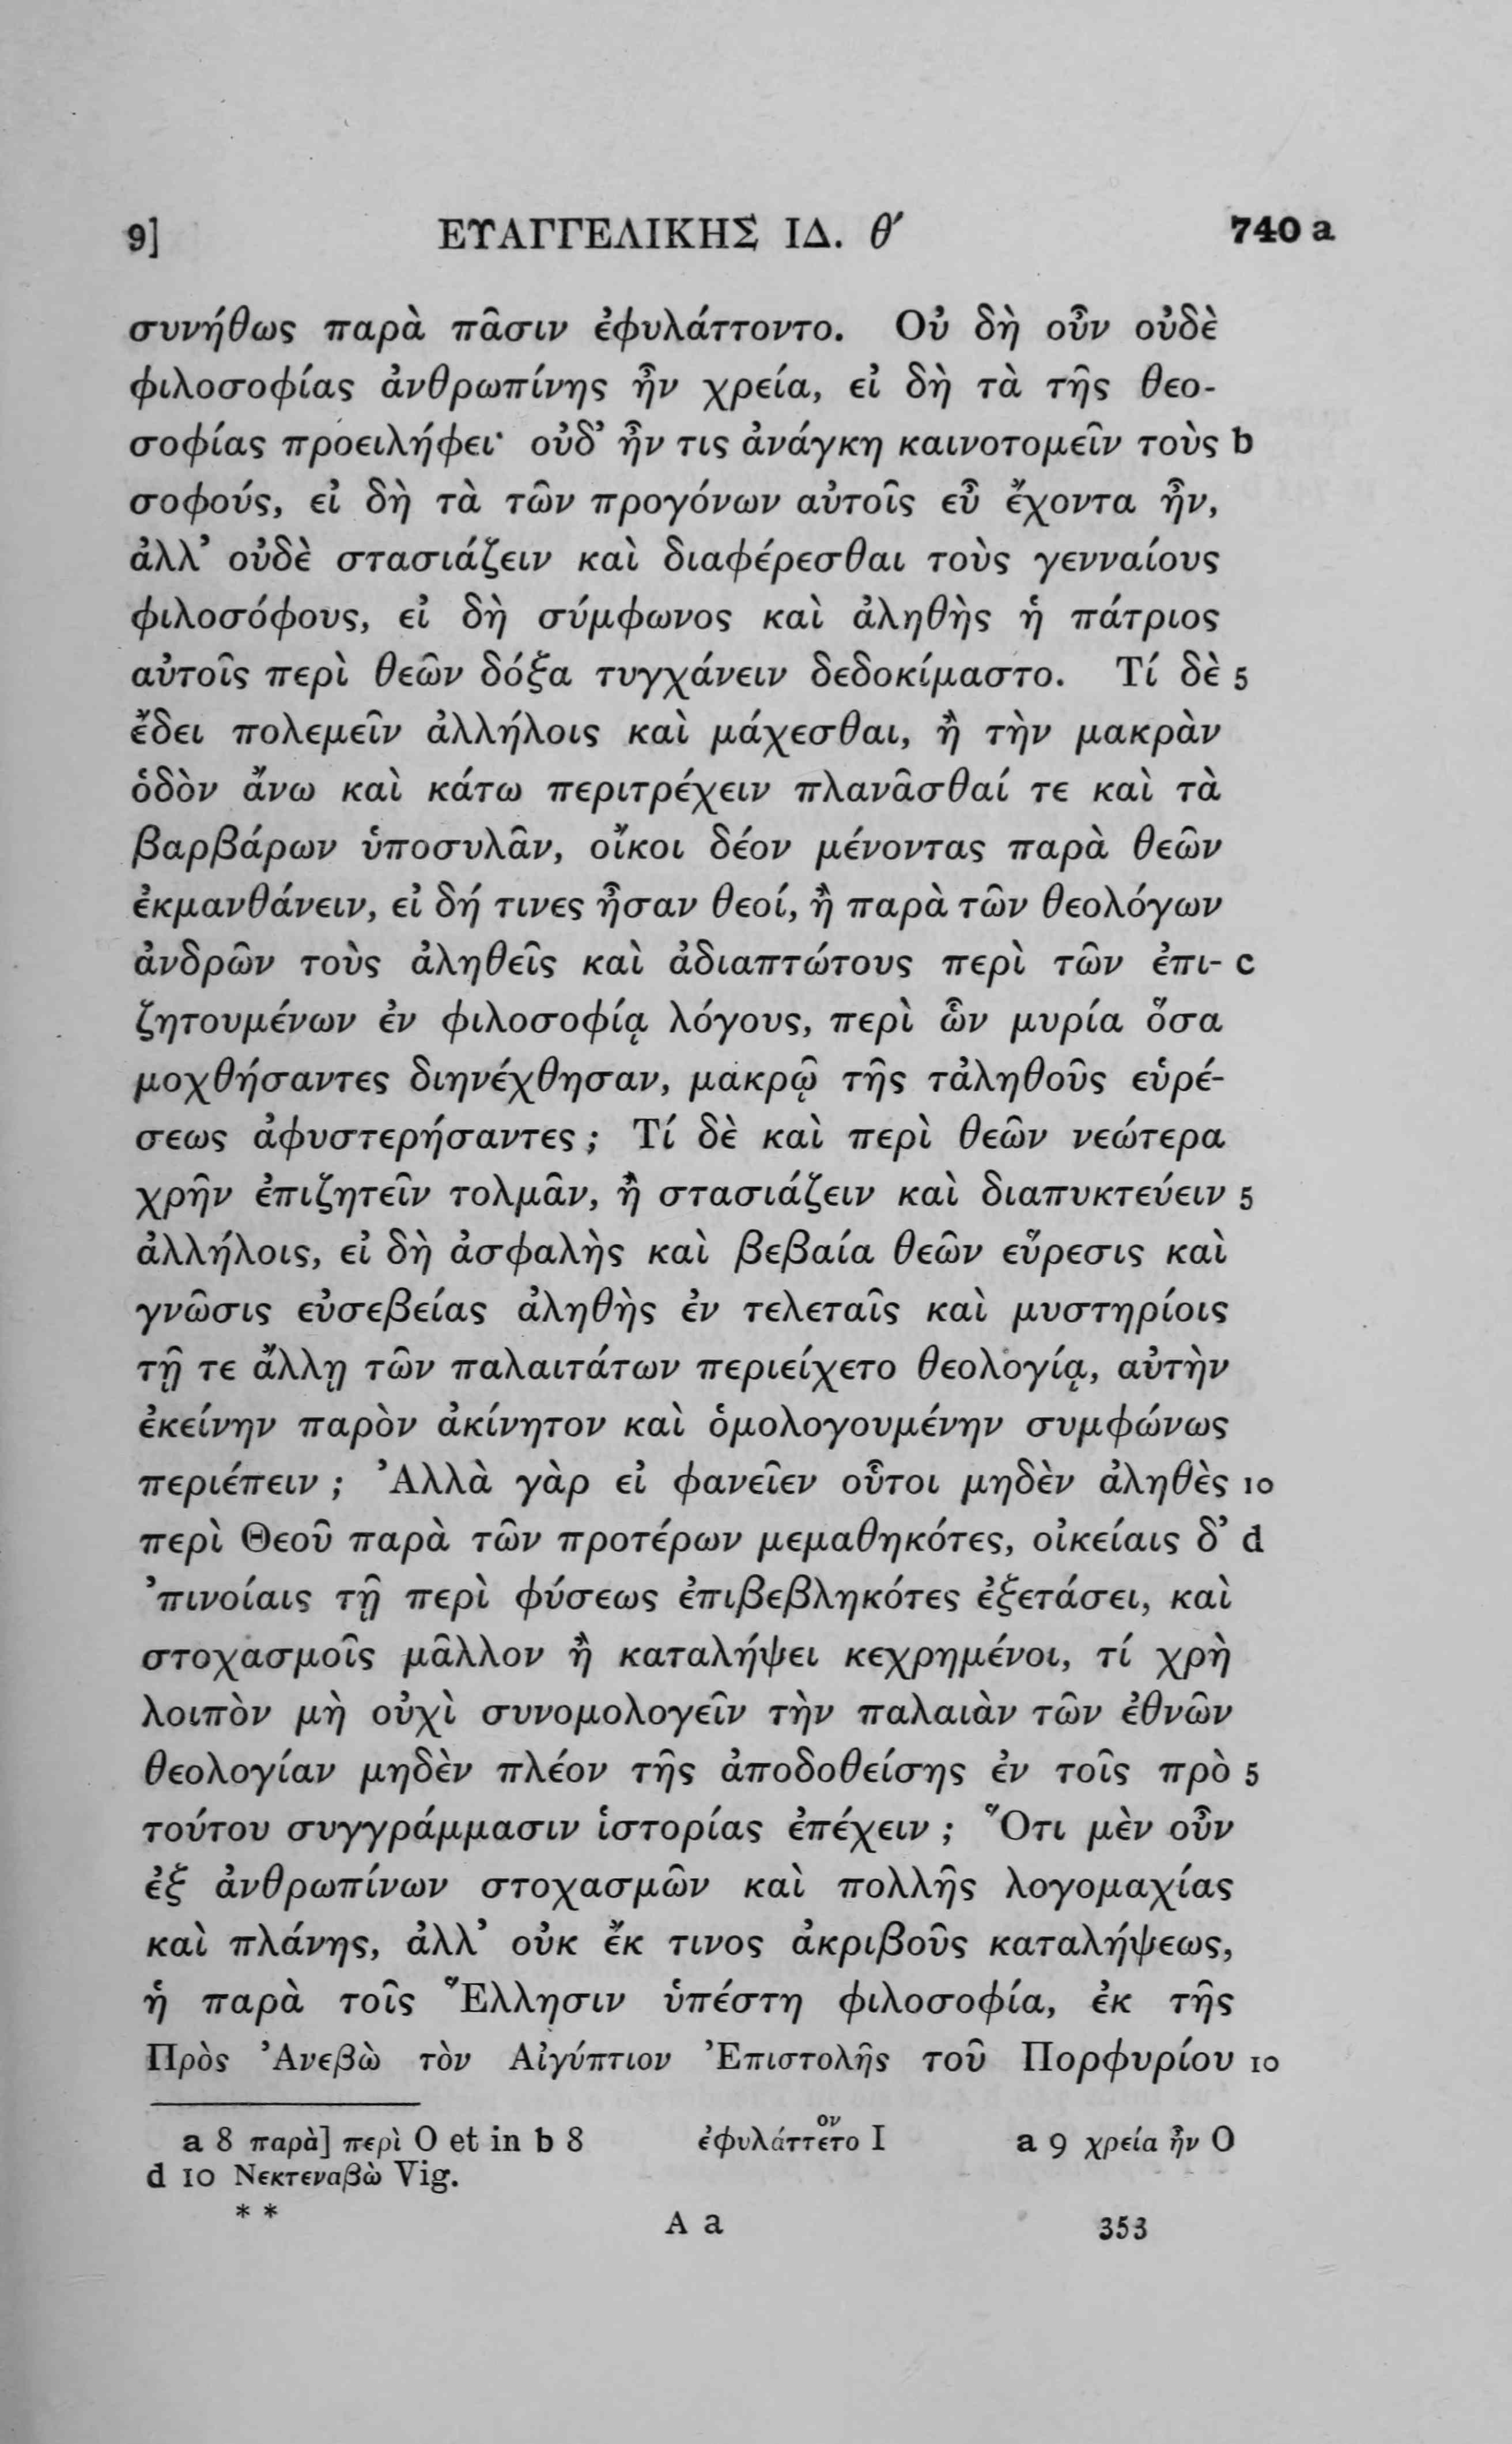 9] ΕΥΑΓΓΕΛΙΚΗΣ ΙΔ. θ′ 740 a
συνήθως παρὰ πᾶσιν ἐφυλάττοντο. Οὐ δὴ οὖν οὐδὲ
φιλοσοφίας ἀνθρωπίνης ἦν χρεία, εἰ δὴ τὰ τῆς θεο-
σοφίας προειλήφει· οὐδ’ ἦν τις ἀνάγκη καινοτομεῖν τοὺς b
σοφούς, εἰ δὴ τὰ τῶν προγόνων αὐτοῖς εὖ ἔχοντα ἦν,
ἀλλ’ οὐδὲ στασιάζειν καὶ διαφέρεσθαι τοὺς γενναίους
φιλοσόφους, εἰ δὴ σύμφωνος καὶ ἀληθὴς ἡ πάτριος
αὐτοῖς περὶ θεῶν δόξα τυγχάνειν δεδοκίμαστο. Τί δὲ 5
ἔδει πολεμεῖν ἀλλήλοις καὶ μάχεσθαι, ἢ τὴν μακρὰν
ὁδὸν ἄνω καὶ κάτω περιτρέχειν πλανᾶσθαί τε καὶ τὰ
βαρβάρων ὑποσυλᾶν, οἴκοι δέον μένοντας παρὰ θεῶν
ἐκμανθάνειν, εἰ δή τινες ἦσαν θεοί, ἢ παρὰ τῶν θεολόγων
ἀνδρῶν τοὺς ἀληθεῖς καὶ ἀδιαπτώτους περὶ τῶν ἐπι- c
ζητουμένων ἐν φιλοσοφίᾳ λόγους, περὶ ὧν μυρία ὅσα
μοχθήσαντες διηνέχθησαν, μακρῷ τῆς τἀληθοῦς εὑρέ-
σεως ἀφυστερήσαντες ; Τί δὲ καὶ περὶ θεῶν νεώτερα
χρῆν ἐπιζητεῖν τολμᾶν, ἢ στασιάζειν καὶ διαπυκτεύειν 5
ἀλλήλοις, εἰ δὴ ἀσφαλὴς καὶ βεβαία θεῶν εὕρεσις καὶ
γνῶσις εὐσεβείας ἀληθὴς ἐν τελεταῖς καὶ μυστηρίοις
τῇ τε ἄλλῃ τῶν παλαιτάτων περιείχετο θεολογίᾳ, αὐτὴν
ἐκείνην παρὸν ἀκίνητον καὶ ὁμολογουμένην συμφώνως
περιέπειν ; Ἀλλὰ γὰρ εἰ φανεῖεν οὗτοι μηδὲν ἀληθὲς 10
περὶ Θεοῦ παρὰ τῶν προτέρων μεμαθηκότες, οἰκείαις δ’ d
’πινοίαις τῇ περὶ φύσεως ἐπιβεβληκότες ἐξετάσει, καὶ
στοχασμοῖς μᾶλλον ἢ καταλήψει κεχρημένοι, τί χρὴ
λοιπὸν μὴ οὐχὶ συνομολογεῖν τὴν παλαιὰν τῶν ἐθνῶν
θεολογίαν μηδὲν πλέον τῆς ἀποδοθείσης ἐν τοῖς πρὸ 5
τούτου συγγράμμασιν ἱστορίας ἐπέχειν ; Ὅτι μὲν οὖν
ἐξ ἀνθρωπίνων στοχασμῶν καὶ πολλῆς λογομαχίας
καὶ πλάνης, ἀλλ’ οὐκ ἔκ τινος ἀκριβοῦς καταλήψεως,
ἡ παρὰ τοῖς Ἕλλησιν ὑπέστη φιλοσοφία, ἐκ τῆς
Πρὸς Ἀνεβὼ τὸν Αἰγύπτιον Ἐπιστολῆς τοῦ Πορφυρίου 10
a 8 παρὰ] περὶ O et in b 8 ἐφυλάττετο ον I a 9 χρεία ἦν O
d 10 Νεκτεναβὼ Vig.
* * A a 353